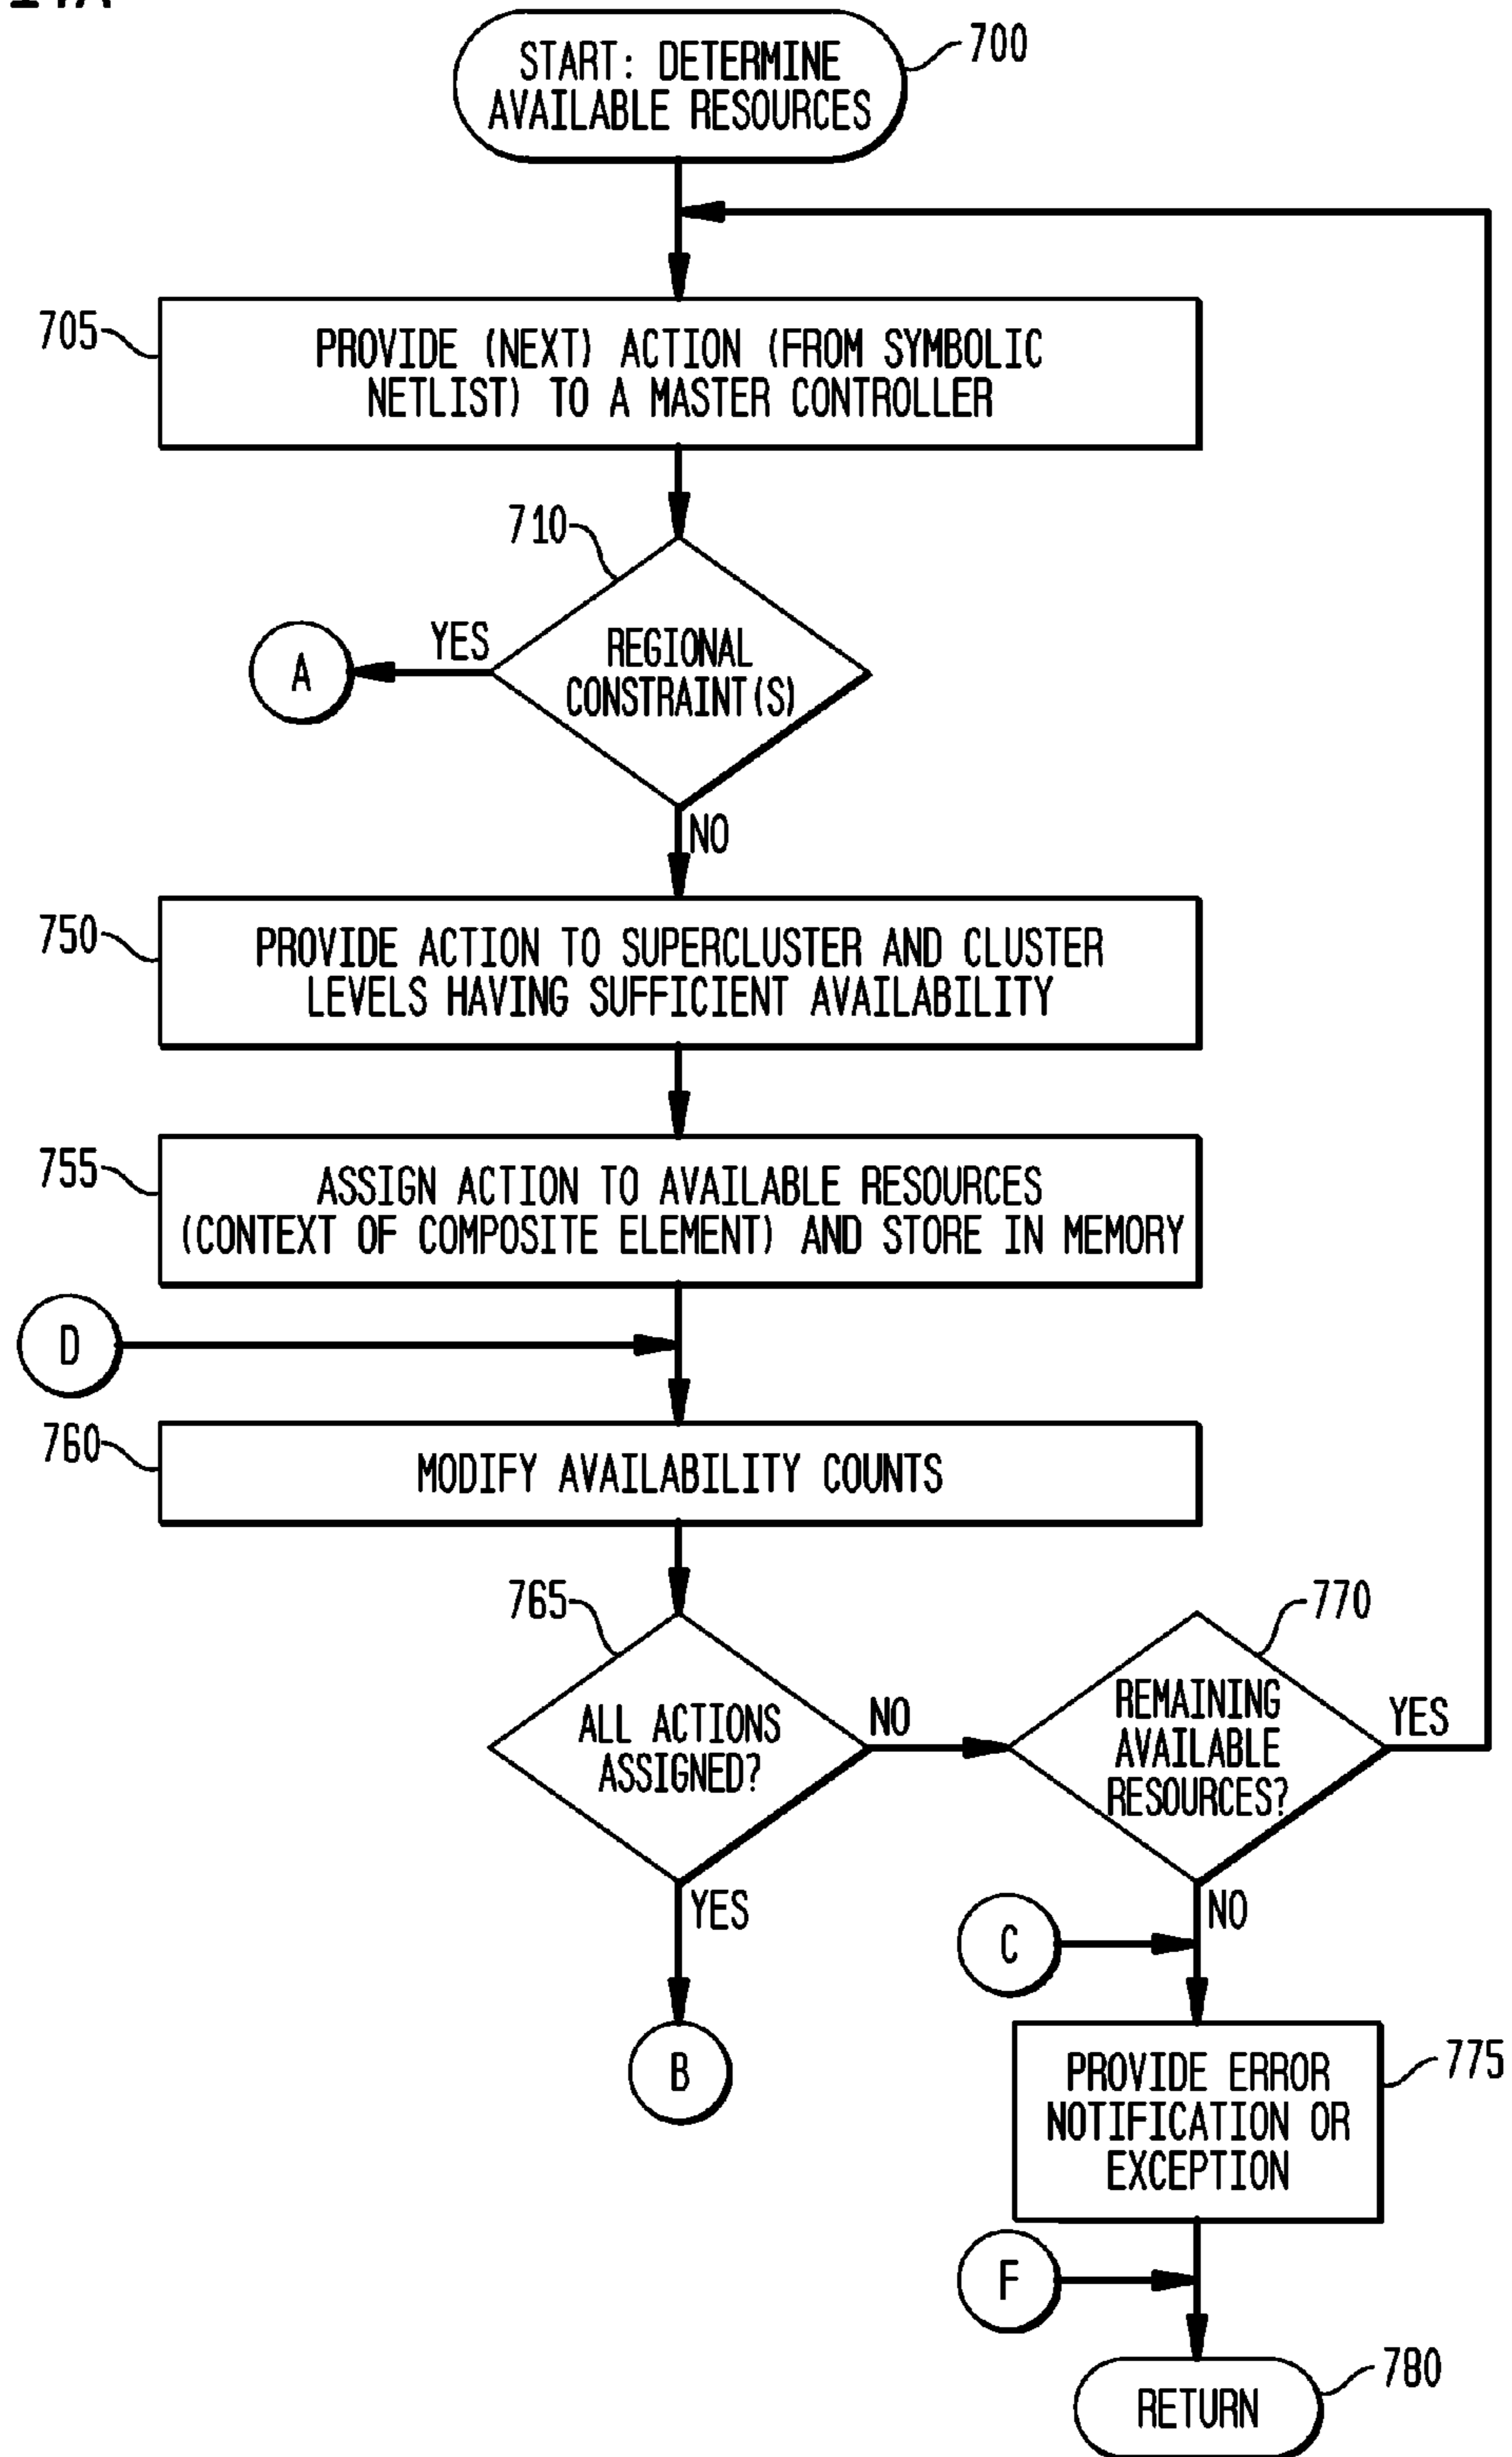 START: DETERMINE
AVAILABLE RESOURCES
700
705
PROVIDE (NEXT) ACTION (FROM SYMBOLIC
NETLIST) TO A MASTER CONTROLLER
710
YES
A
REGIONAL
CONSTRAINT(S)
NO
750
PROVIDE ACTION TO SUPERCLUSTER AND CLUSTER
LEVELS HAVING SUFFICIENT AVAILABILITY
755
ASSIGN ACTION TO AVAILABLE RESOURCES
(CONTEXT OF COMPOSITE ELEMENT) AND STORE IN MEMORY
D
760
MODIFY AVAILABILITY COUNTS
765
ALL ACTIONS
ASSIGNED?
NO
770
REMAINING
AVAILABLE
RESOURCES?
YES
YES
B
NO
C
775
PROVIDE ERROR
NOTIFICATION OR
EXCEPTION
F
780
RETURN